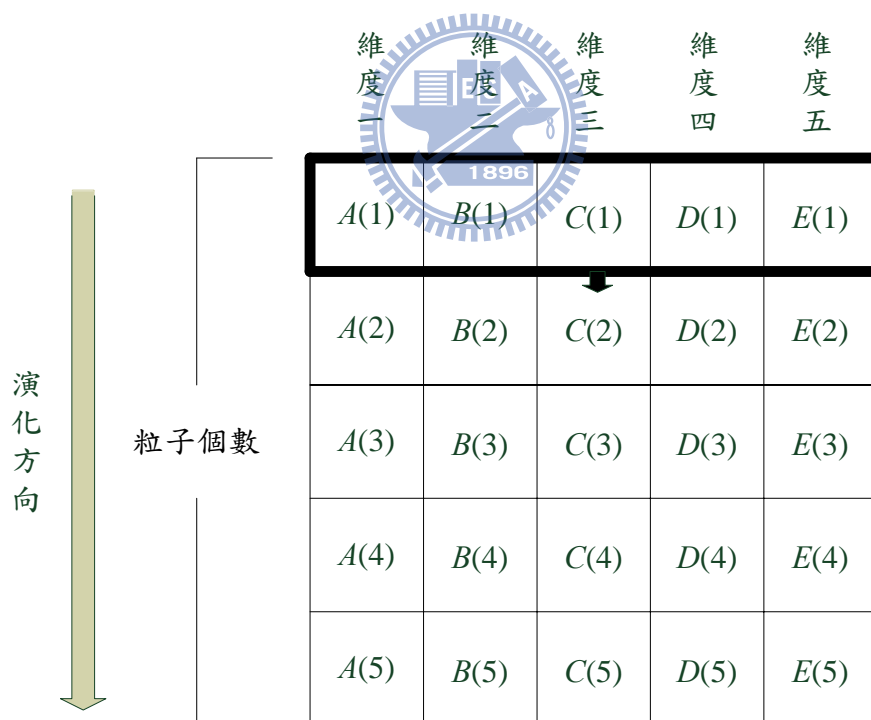 維度一 維度二 維度三 維度四 維度五
ECA
1896
A(1) B(1) C(1) D(1) E(1)
A(2) B(2) C(2) D(2) E(2)
演化方向
粒子個數
A(3) B(3) C(3) D(3) E(3)
A(4) B(4) C(4) D(4) E(4)
A(5) B(5) C(5) D(5) E(5)